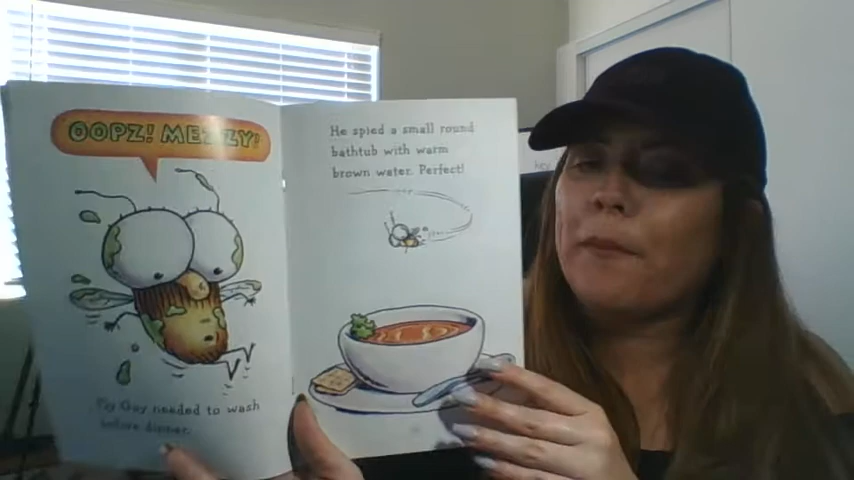 OOPZ! MEZZY!
Fly Guy needed to wash
before dinner.
He spied a small round
bathtub with warm
brown water. Perfect!
key